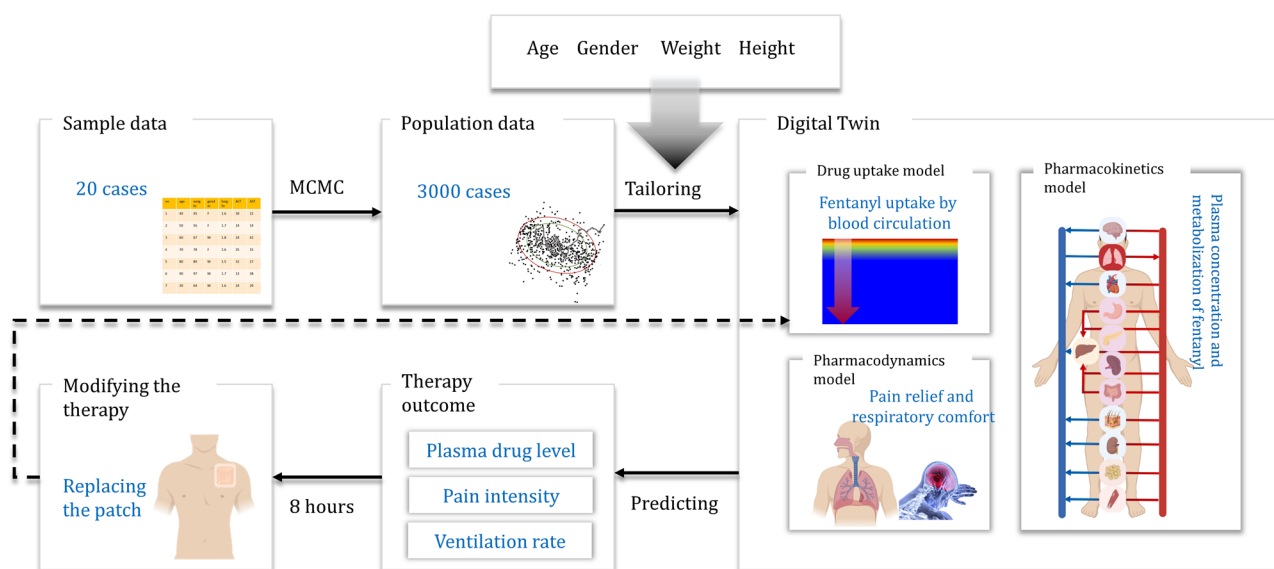 Age Gender Weight Height
Sample data
20 cases
MCMC
Population data
3000 cases
Tailoring
Digital Twin
Drug uptake model
Fentanyl uptake by
blood circulation
Pharmacokinetics
model
Plasma concentration and
metabolization of fentanyl
Pharmacodynamics
model
Pain relief and
respiratory comfort
Predicting
Therapy
outcome
Plasma drug level
Pain intensity
Ventilation rate
8 hours
Modifying the
therapy
Replacing
the patch